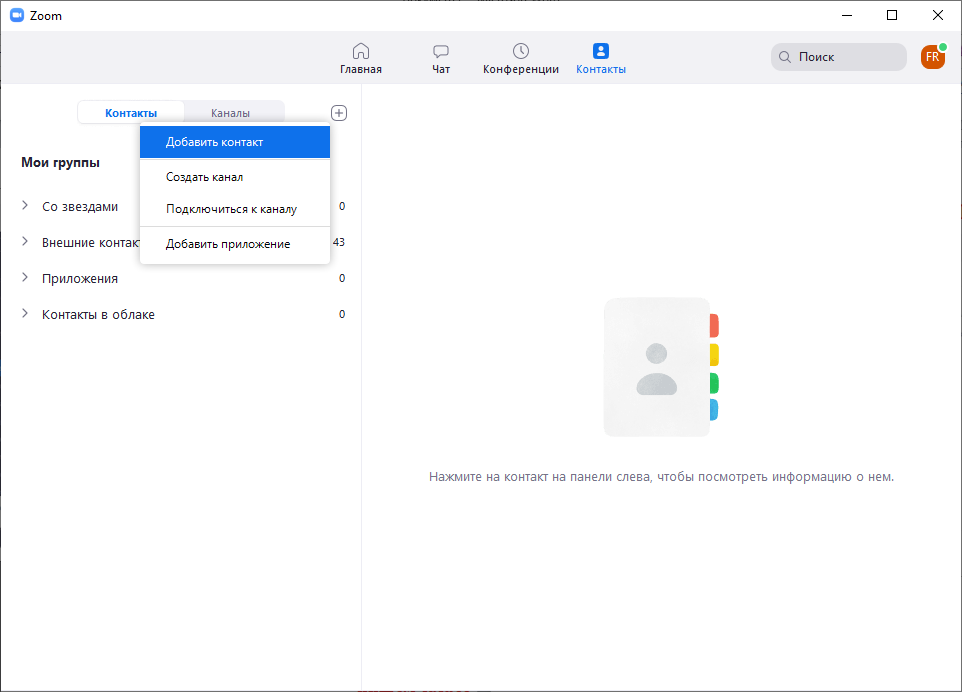 Zoom
Главная
Чат
Конференции
Контакты
Поиск
FR
Контакты
Каналы
Добавить контакт
Мои группы
Создать канал
Со звездами
0
Подключиться к каналу
Внешние
43
Добавить приложение
Приложения
0
Контакты в облаке
0
Нажмите на контакт на панели слева, чтобы посмотреть информацию о нем.